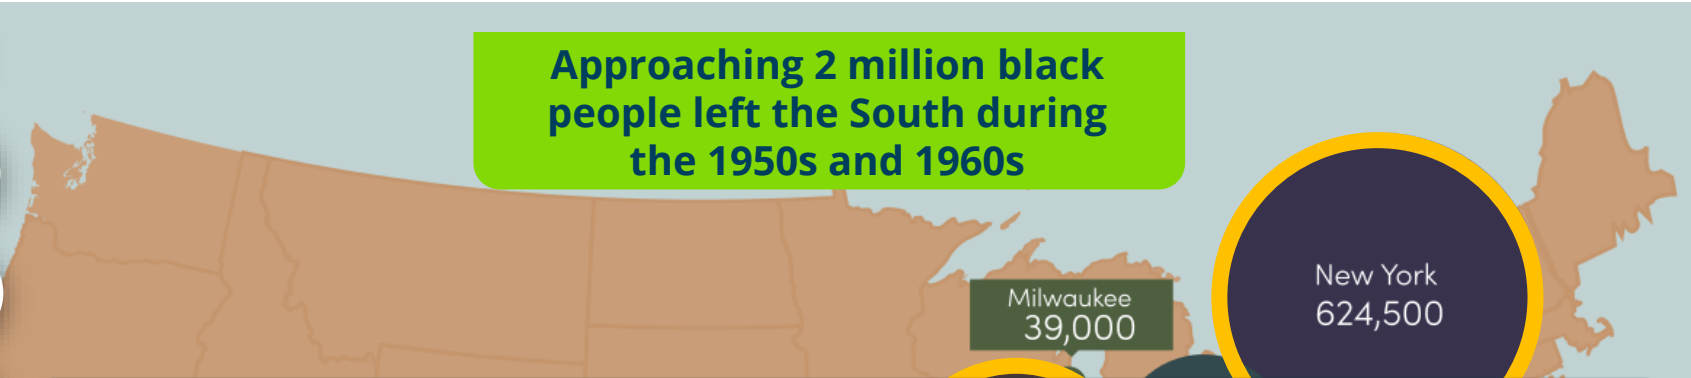 Approaching 2 million black
people left the South during
the 1950s and 1960s
New York
624,500
Milwaukee
39,000